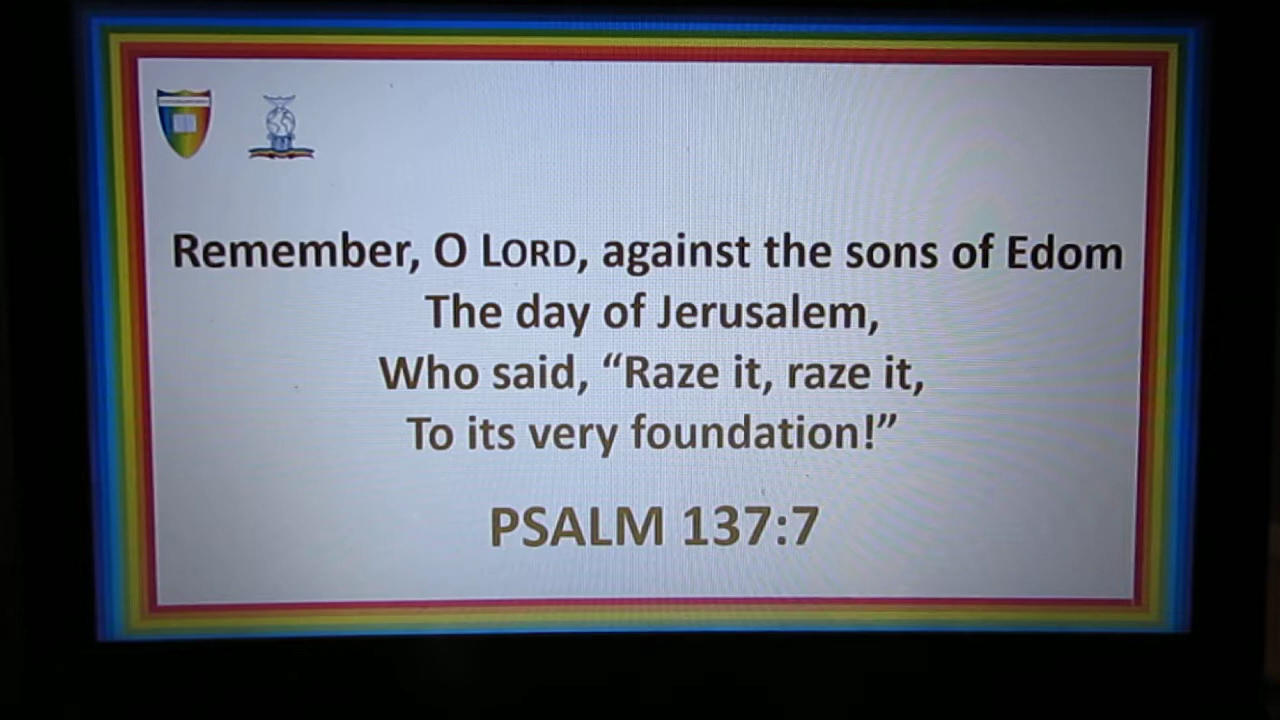 Remember, O LORD, against the sons of Edom
The day of Jerusalem,
Who said, “Raze it, raze it,
To its very foundation!”
PSALM 137:7